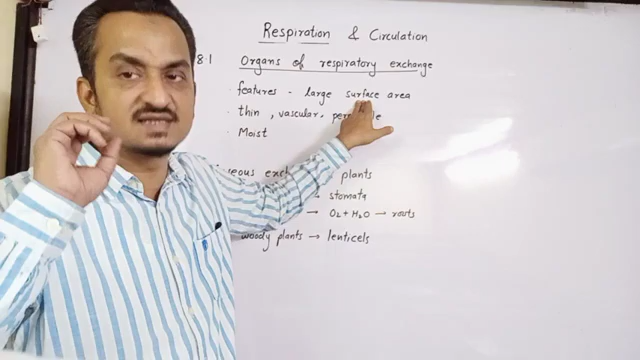 Respiration & Circulation
8.1 Organs of respiratory exchange
· features - large surface area
· thin, vascular,
· Moist
plants
→ stomata
→ O₂ + H₂O → roots
woody plants → lenticels